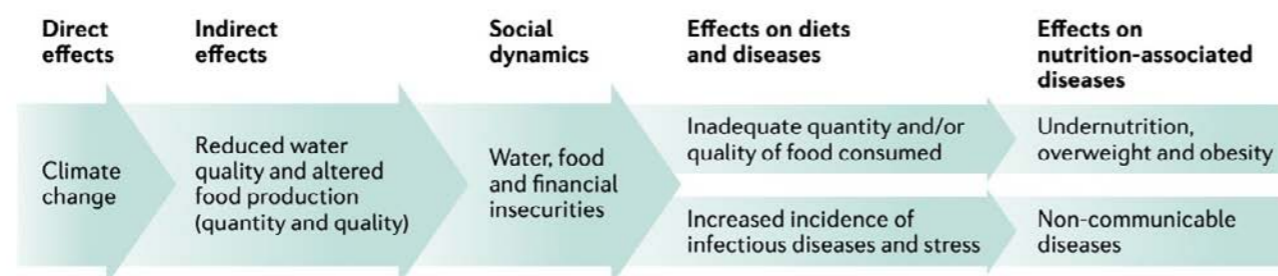 Direct
effects
Indirect
effects
Social
dynamics
Effects on diets
and diseases
Effects on
nutrition-associated
diseases
Climate
change
Reduced water
quality and altered
food production
(quantity and quality)
Water, food
and financial
insecurities
Inadequate quantity and/or
quality of food consumed
Undernutrition,
overweight and obesity
Increased incidence of
infectious diseases and stress
Non-communicable
diseases